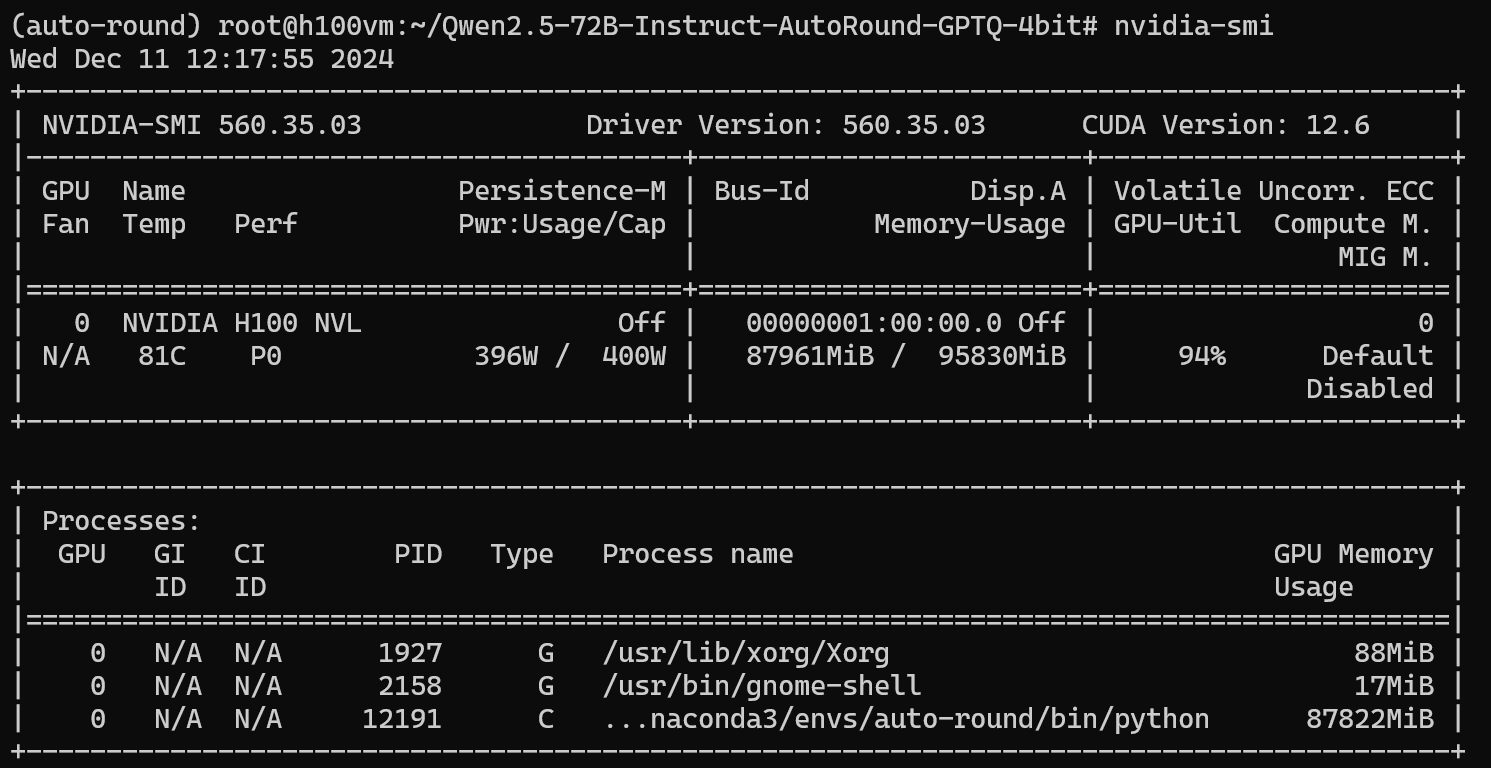 (auto-round) root@h100vm:~/Qwen2.5-72B-Instruct-AutoRound-GPTQ-4bit# nvidia-smi
Wed Dec 11 12:17:55 2024
+-----------------------------------------------------------------------------------------+
| NVIDIA-SMI 560.35.03              Driver Version: 560.35.03      CUDA Version: 12.6     |
|-----------------------------------------+------------------------+----------------------+
| GPU  Name                 Persistence-M | Bus-Id          Disp.A | Volatile Uncorr. ECC |
| Fan  Temp   Perf          Pwr:Usage/Cap |           Memory-Usage | GPU-Util  Compute M. |
|                                         |                        |               MIG M. |
|=========================================+========================+======================|
|   0  NVIDIA H100 NVL                Off |   00000001:00:00.0 Off |                    0 |
| N/A   81C    P0            396W /  400W |   87961MiB /  95830MiB |     94%      Default |
|                                         |                        |             Disabled |
+-----------------------------------------+------------------------+----------------------+

+-----------------------------------------------------------------------------------------+
| Processes:                                                                              |
|  GPU   GI   CI        PID   Type   Process name                              GPU Memory |
|        ID   ID                                                               Usage      |
|=========================================================================================|
|    0   N/A  N/A      1927      G   /usr/lib/xorg/Xorg                             88MiB |
|    0   N/A  N/A      2158      G   /usr/bin/gnome-shell                           17MiB |
|    0   N/A  N/A     12191      C   ...naconda3/envs/auto-round/bin/python      87822MiB |
+-----------------------------------------------------------------------------------------+